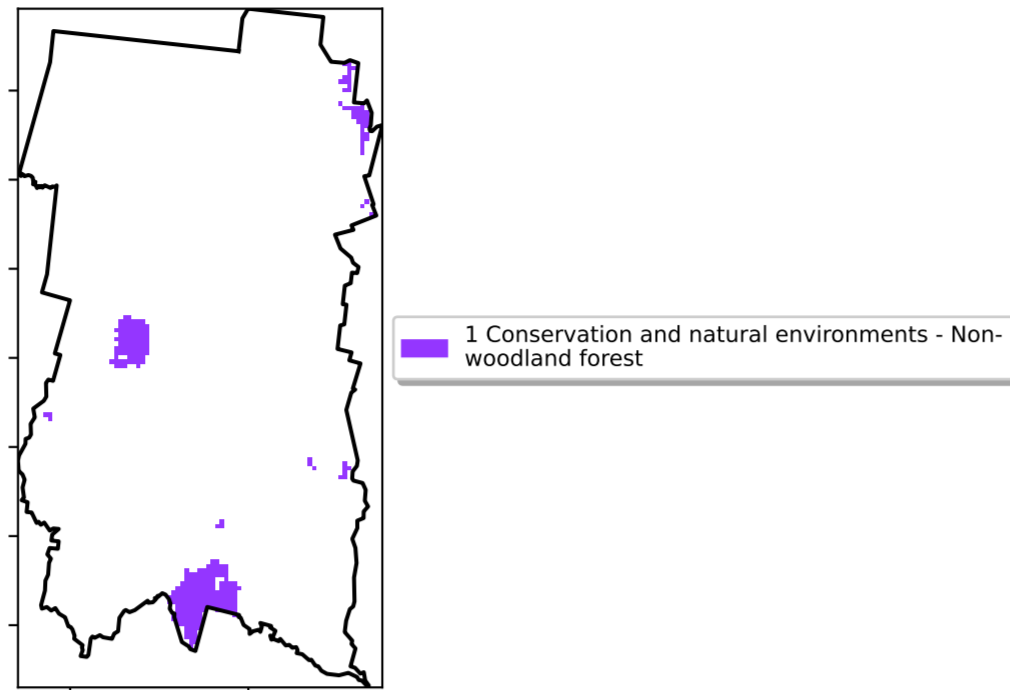 1 Conservation and natural environments - Non-
woodland forest